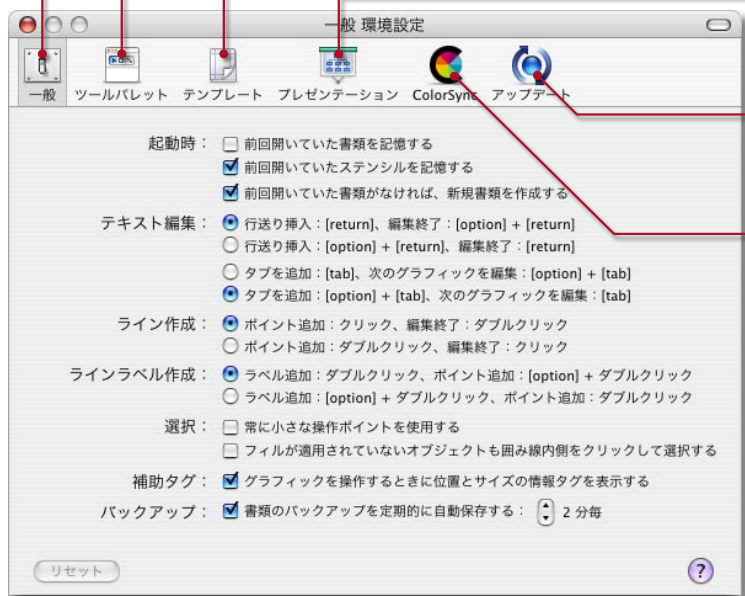 一般 環境設定
一般 ツールパレット テンプレート プレゼンテーション ColorSync アップデート
起動時： 前回開いていた書類を記憶する
前回開いていたステンシルを記憶する
前回開いていた書類がなければ、新規書類を作成する
テキスト編集： 行送り挿入：[return]、編集終了：[option] + [return]
行送り挿入：[option] + [return]、編集終了：[return]
タブを追加：[tab]、次のグラフィックを編集：[option] + [tab]
タブを追加：[option] + [tab]、次のグラフィックを編集：[tab]
ライン作成： ポイント追加：クリック、編集終了：ダブルクリック
ポイント追加：ダブルクリック、編集終了：クリック
ラインラベル作成： ラベル追加：ダブルクリック、ポイント追加：[option] + ダブルクリック
ラベル追加：[option] + ダブルクリック、ポイント追加：ダブルクリック
選択： 常に小さな操作ポイントを使用する
フィルが適用されていないオブジェクトも囲み線内側をクリックして選択する
補助タグ： グラフィックを操作するときに位置とサイズの情報タグを表示する
バックアップ： 書類のバックアップを定期的に自動保存する： 2 分毎
リセット ?